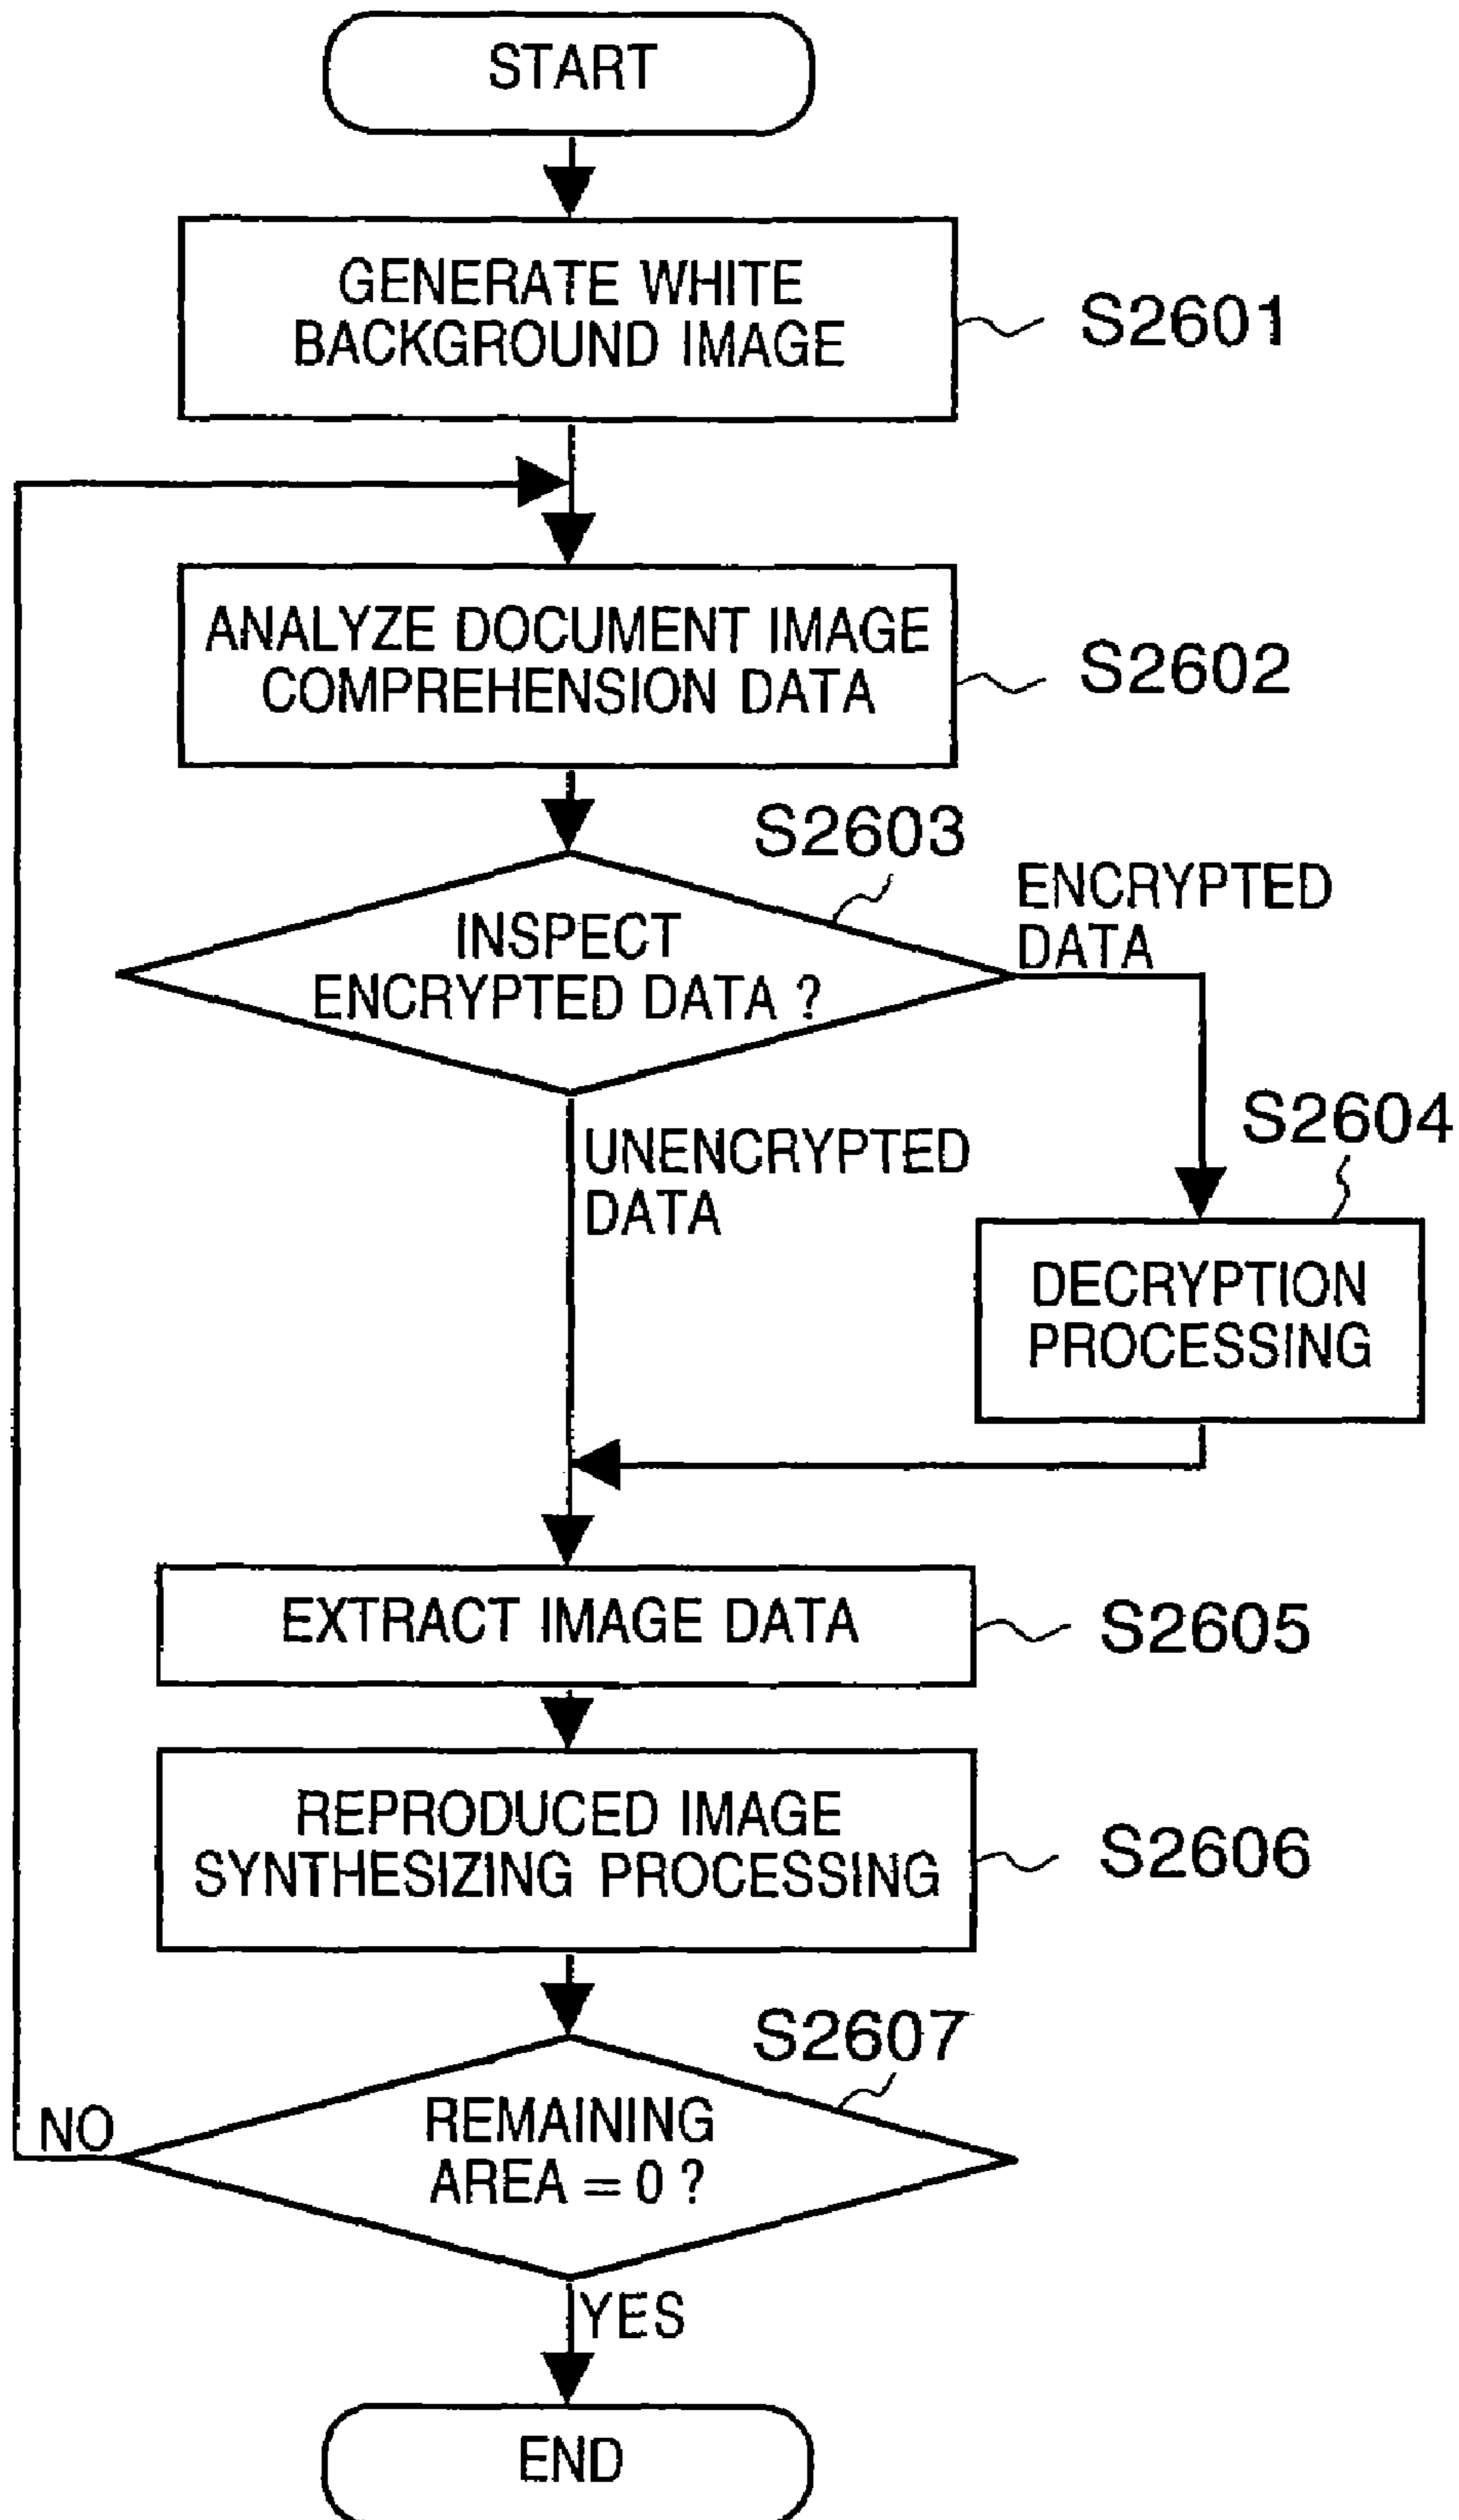 START
GENERATE WHITE
BACKGROUND IMAGE
S2601
ANALYZE DOCUMENT IMAGE
COMPREHENSION DATA
S2602
S2603
INSPECT
ENCRYPTED DATA ?
ENCRYPTED
DATA
UNENCRYPTED
DATA
S2604
DECRYPTION
PROCESSING
EXTRACT IMAGE DATA
S2605
REPRODUCED IMAGE
SYNTHESIZING PROCESSING
S2606
S2607
REMAINING
AREA = 0 ?
NO
YES
END